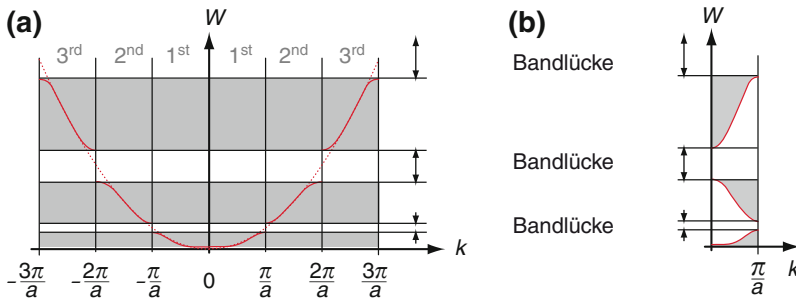 (a)
W
3rd 2nd 1st 1st 2nd 3rd
k
-3π/a -2π/a -π/a 0 π/a 2π/a 3π/a
(b)
W
Bandlücke
Bandlücke
Bandlücke
π/a
k